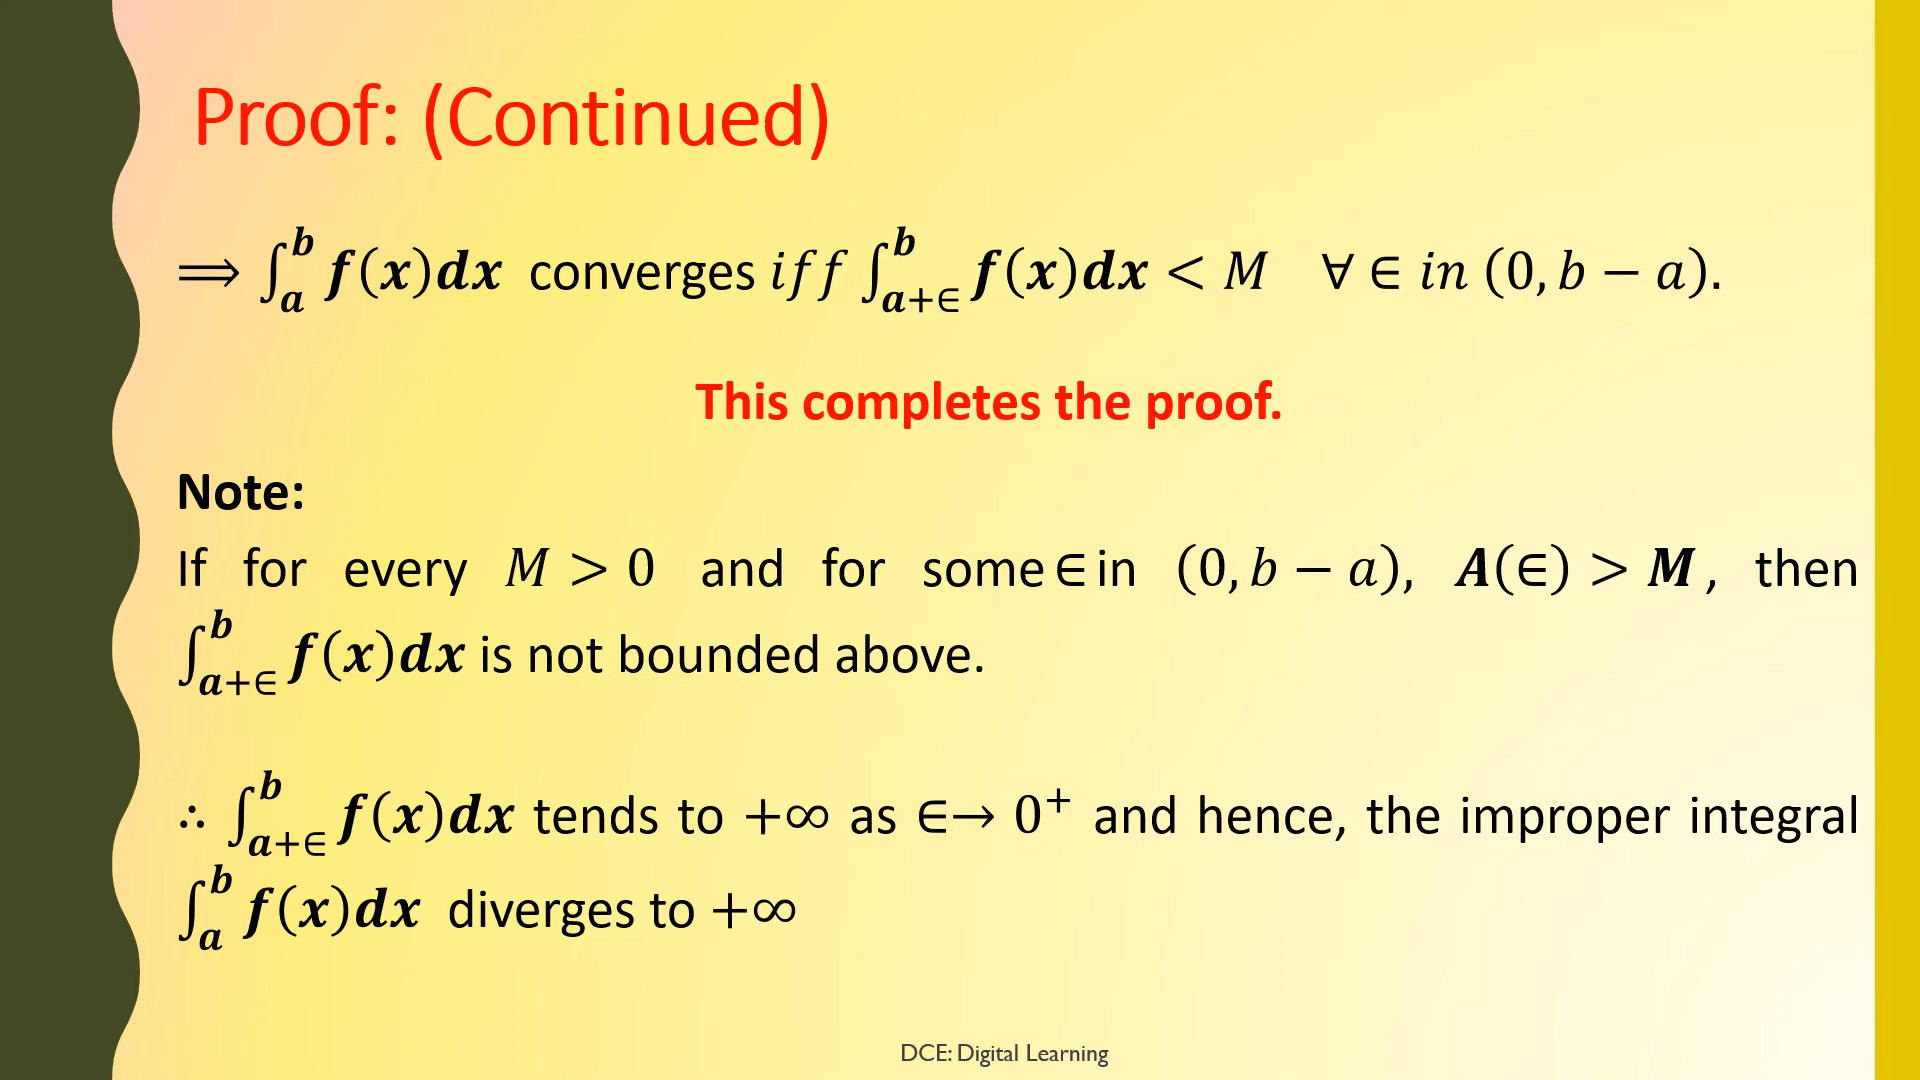 Proof: (Continued)
⟹ ∫_a^b f(x)dx converges iff ∫_{a+∈}^b f(x)dx < M ∀ ∈ in (0, b − a).
This completes the proof.
Note:
If for every M > 0 and for some ∈ in (0, b − a), A(∈) > M, then
∫_{a+∈}^b f(x)dx is not bounded above.
∴ ∫_{a+∈}^b f(x)dx tends to +∞ as ∈→ 0⁺ and hence, the improper integral
∫_a^b f(x)dx diverges to +∞
DCE: Digital Learning